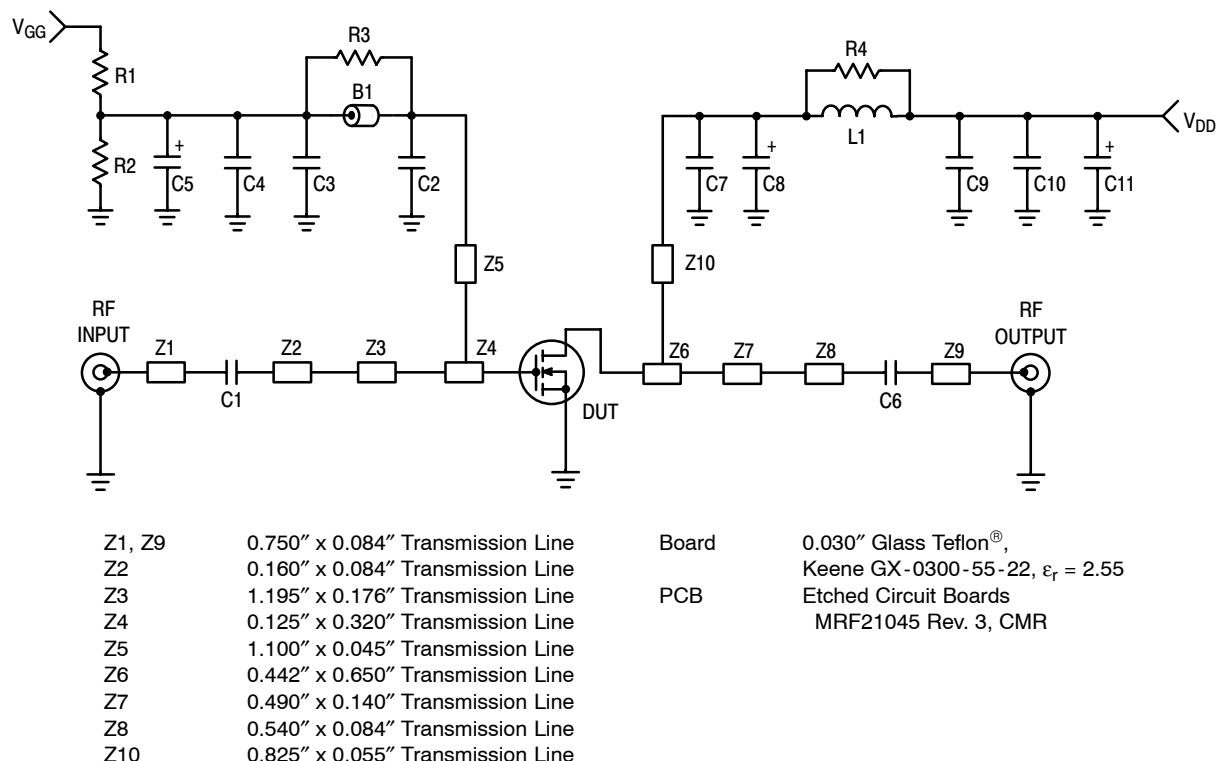 VGG
R1
R2
R3
B1
C5
C4
C3
C2
+
Z5
R4
L1
VDD
C7
C8
C9
C10
C11
+
+
Z10
RF
INPUT
Z1
C1
Z2
Z3
Z4
DUT
Z6
Z7
Z8
C6
Z9
RF
OUTPUT
Z1, Z9 0.750″ x 0.084″ Transmission Line
Z2 0.160″ x 0.084″ Transmission Line
Z3 1.195″ x 0.176″ Transmission Line
Z4 0.125″ x 0.320″ Transmission Line
Z5 1.100″ x 0.045″ Transmission Line
Z6 0.442″ x 0.650″ Transmission Line
Z7 0.490″ x 0.140″ Transmission Line
Z8 0.540″ x 0.084″ Transmission Line
Z10 0.825″ x 0.055″ Transmission Line
Board 0.030″ Glass Teflon®,
Keene GX-0300-55-22, εr = 2.55
PCB Etched Circuit Boards
MRF21045 Rev. 3, CMR